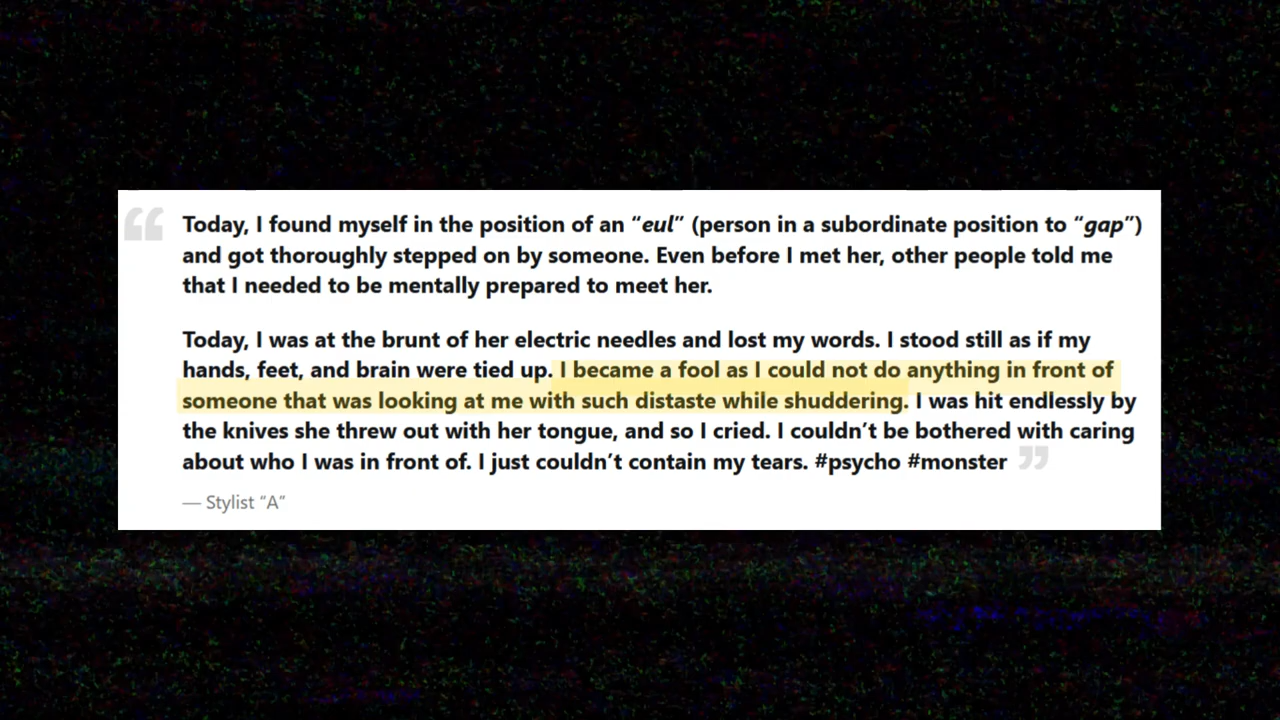 “
Today, I found myself in the position of an “eul” (person in a subordinate position to “gap”)
and got thoroughly stepped on by someone. Even before I met her, other people told me
that I needed to be mentally prepared to meet her.
Today, I was at the brunt of her electric needles and lost my words. I stood still as if my
hands, feet, and brain were tied up. I became a fool as I could not do anything in front of
someone that was looking at me with such distaste while shuddering. I was hit endlessly by
the knives she threw out with her tongue, and so I cried. I couldn’t be bothered with caring
about who I was in front of. I just couldn’t contain my tears. #psycho #monster ”
— Stylist “A”